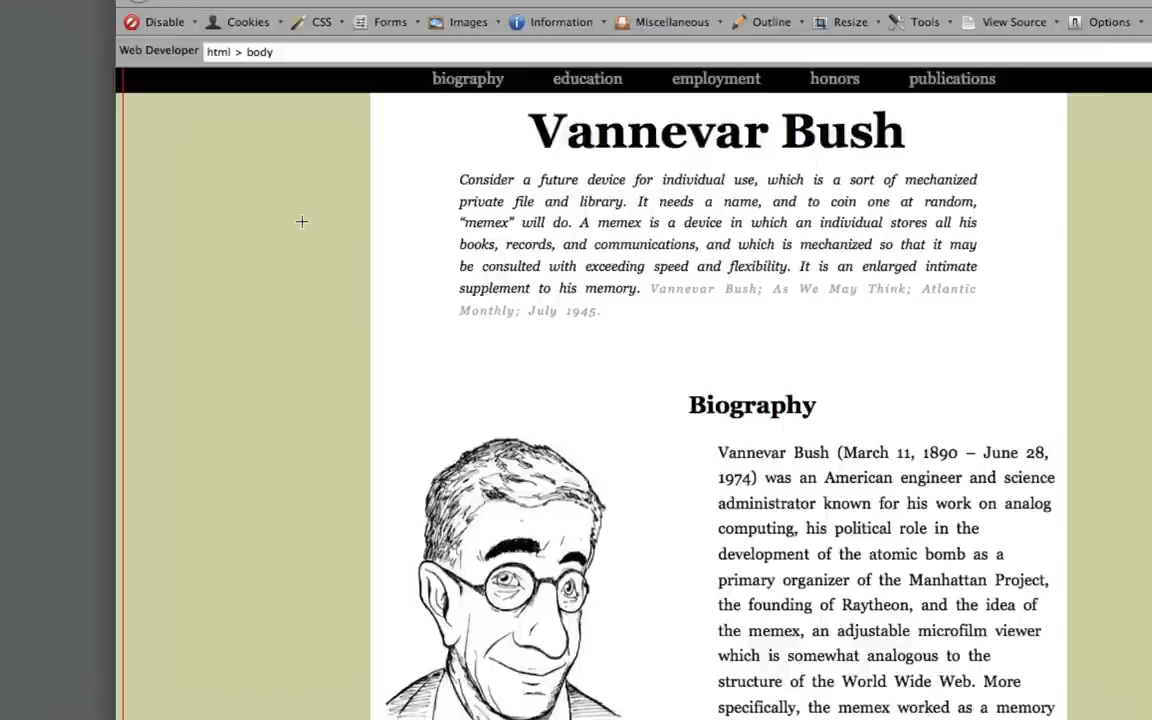 Disable Cookies CSS Forms Images Information Miscellaneous Outline Resize Tools View Source Options
Web Developer html > body
biography education employment honors publications
Vannevar Bush
Consider a future device for individual use, which is a sort of mechanized
private file and library. It needs a name, and to coin one at random,
“memex” will do. A memex is a device in which an individual stores all his
books, records, and communications, and which is mechanized so that it may
be consulted with exceeding speed and flexibility. It is an enlarged intimate
supplement to his memory. Vannevar Bush; As We May Think; Atlantic
Monthly; July 1945.
Biography
Vannevar Bush (March 11, 1890 – June 28,
1974) was an American engineer and science
administrator known for his work on analog
computing, his political role in the
development of the atomic bomb as a
primary organizer of the Manhattan Project,
the founding of Raytheon, and the idea of
the memex, an adjustable microfilm viewer
which is somewhat analogous to the
structure of the World Wide Web. More
specifically, the memex worked as a memory